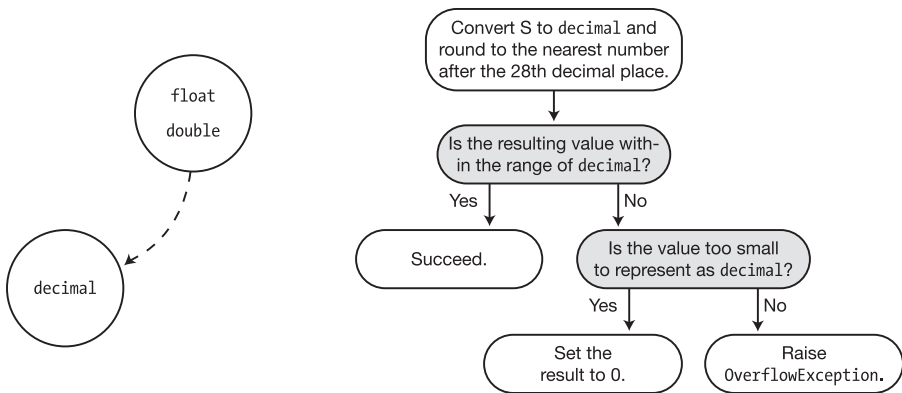 float
double
decimal
Convert S to decimal and
round to the nearest number
after the 28th decimal place.
Is the resulting value with-
in the range of decimal?
Yes
No
Succeed.
Is the value too small
to represent as decimal?
Yes
No
Set the
result to 0.
Raise
OverflowException.